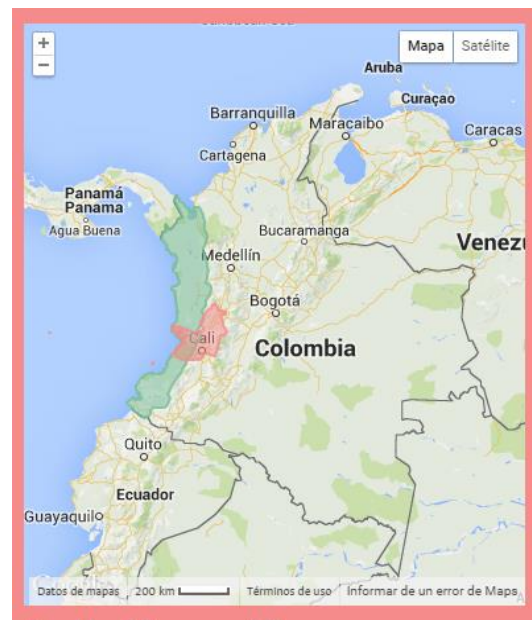 +
−
Mapa Satélite
Aruba
Curaçao
Barranquilla
Maracaibo
Caracas
Cartagena
Panamá
Panama
Agua Buena
Bucaramanga
Medellín
Bogotá
Cali
Colombia
Quito
Ecuador
Guayaquil
Datos de mapas 200 km Términos de uso Informar de un error de Maps